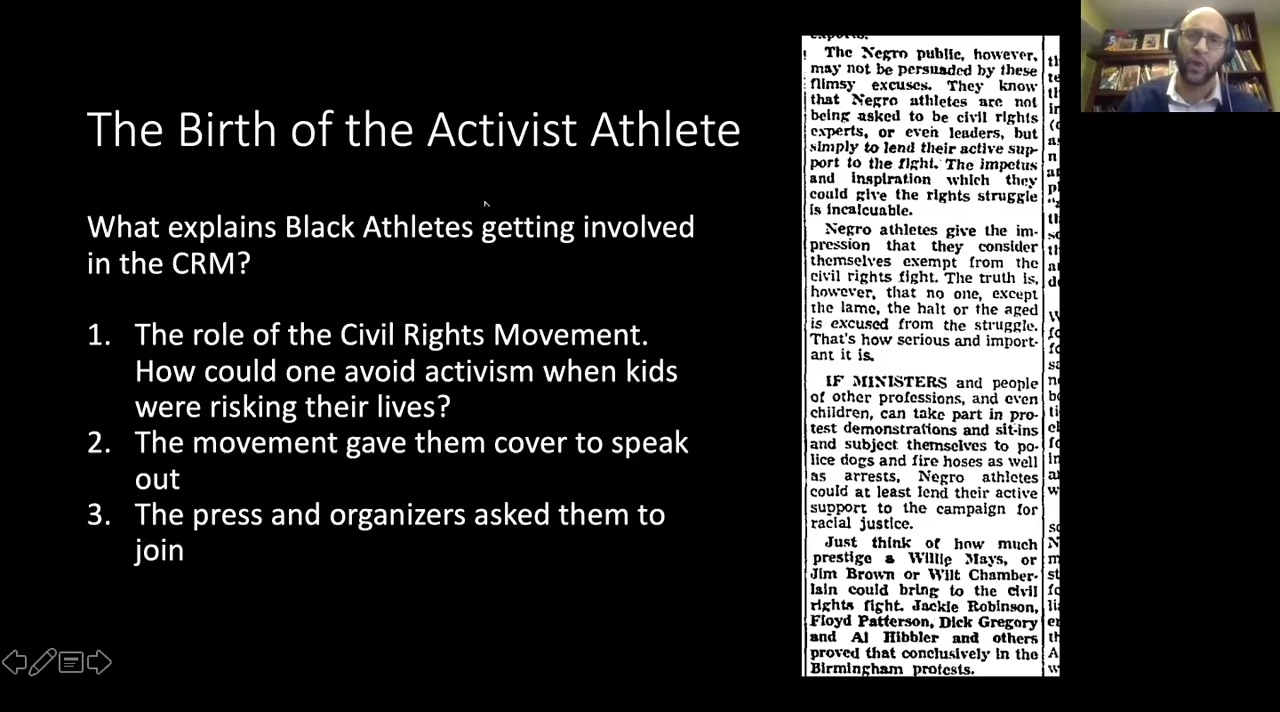 The Birth of the Activist Athlete
What explains Black Athletes getting involved
in the CRM?
1. The role of the Civil Rights Movement.
How could one avoid activism when kids
were risking their lives?
2. The movement gave them cover to speak
out
3. The press and organizers asked them to
join
The Negro public, however,
may not be persuaded by these
flimsy excuses. They know
that Negro athletes are not
being asked to be civil rights
experts, or even leaders, but
simply to lend their active sup-
port to the fight. The impetus
and inspiration which they
could give the rights struggle
is incalcuable.
Negro athletes give the im-
pression that they consider
themselves exempt from the
civil rights fight. The truth is,
however, that no one, except
the lame, the halt or the aged
is excused from the struggle.
That's how serious and import-
ant it is.
IF MINISTERS and people
of other professions, and even
children, can take part in pro-
test demonstrations and sit-ins
and subject themselves to po-
lice dogs and fire hoses as well
as arrests, Negro athletes
could at least lend their active
support to the campaign for
racial justice.
Just think of how much
prestige a Willie Mays, or
Jim Brown or Wilt Chamber-
lain could bring to the civil
rights fight. Jackie Robinson,
Floyd Patterson, Dick Gregory
and Al Hibbler and others
proved that conclusively in the
Birmingham protests.